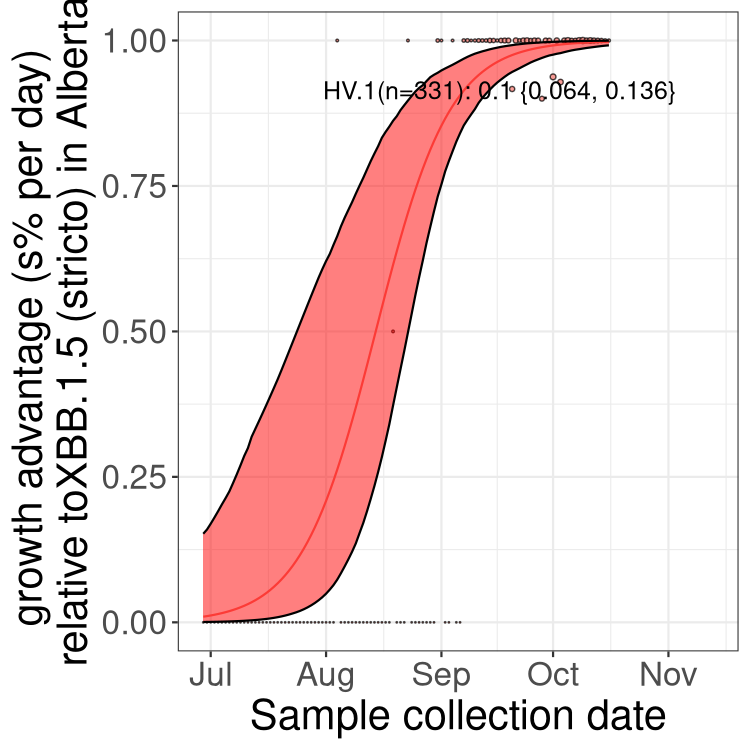 growth advantage (s% per day)
relative toXBB.1.5 (stricto) in Alberta
1.00
0.75
0.50
0.25
0.00
HV.1(n=331): 0.1 {0.064, 0.136}
Jul Aug Sep Oct Nov
Sample collection date